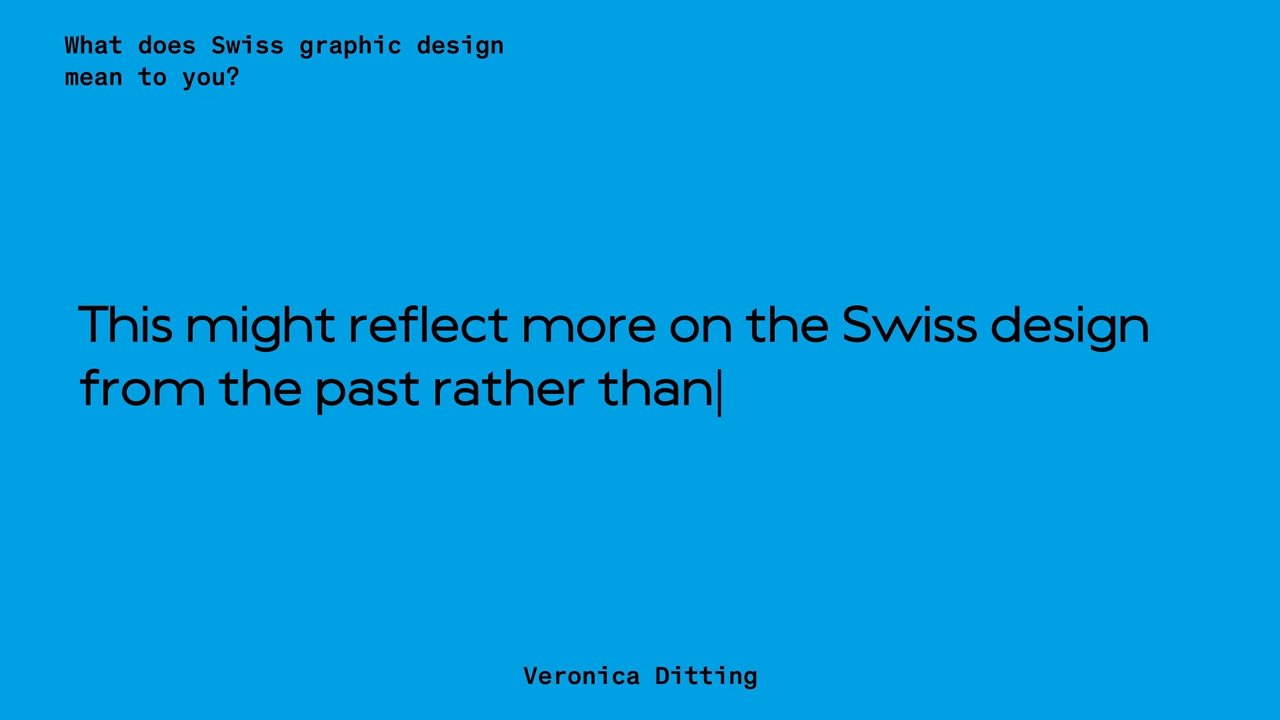 What does Swiss graphic design
mean to you?
This might reflect more on the Swiss design
from the past rather than
Veronica Ditting